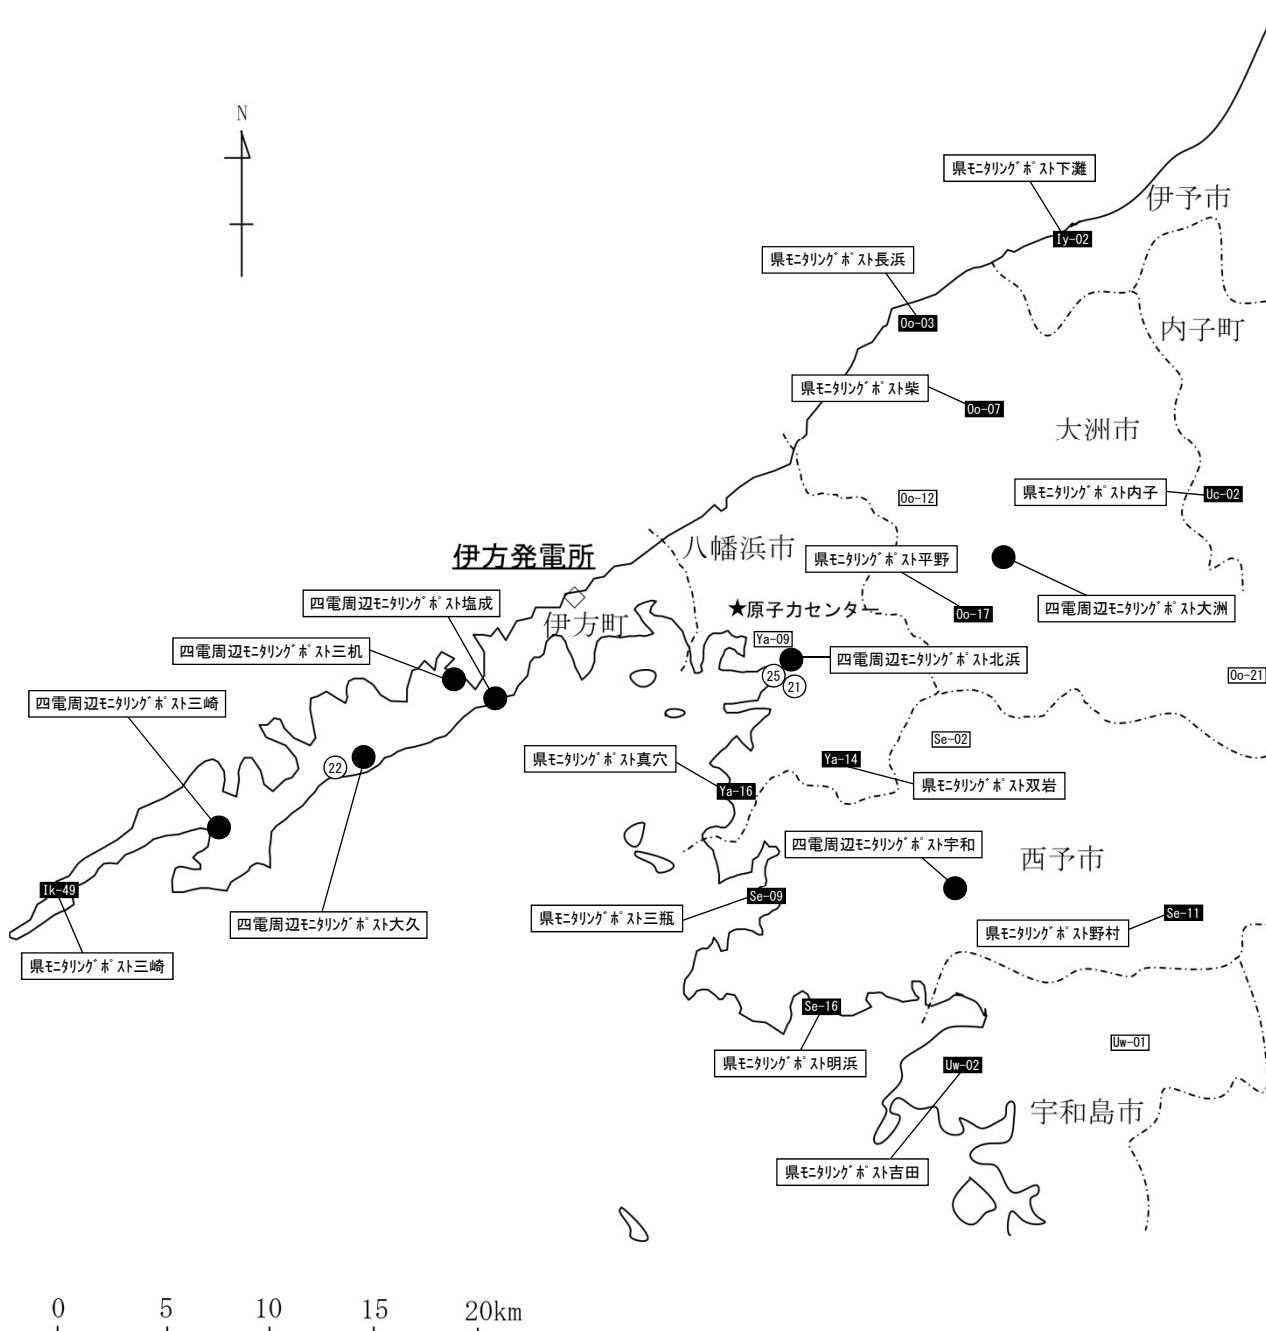 N
県ﾓﾆﾀﾘﾝｸﾞﾎﾟｽﾄ下灘
伊予市
Iy-02
県ﾓﾆﾀﾘﾝｸﾞﾎﾟｽﾄ長浜
Oo-03
内子町
県ﾓﾆﾀﾘﾝｸﾞﾎﾟｽﾄ柴
Oo-07
大洲市
県ﾓﾆﾀﾘﾝｸﾞﾎﾟｽﾄ内子
Uc-02
Oo-12
八幡浜市
伊方発電所
県ﾓﾆﾀﾘﾝｸﾞﾎﾟｽﾄ平野
四電周辺ﾓﾆﾀﾘﾝｸﾞﾎﾟｽﾄ塩成
★原子力センター
Oo-17
四電周辺ﾓﾆﾀﾘﾝｸﾞﾎﾟｽﾄ大洲
伊方町
Ya-09
四電周辺ﾓﾆﾀﾘﾝｸﾞﾎﾟｽﾄ三机
四電周辺ﾓﾆﾀﾘﾝｸﾞﾎﾟｽﾄ北浜
25
21
Oo-21
四電周辺ﾓﾆﾀﾘﾝｸﾞﾎﾟｽﾄ三崎
Se-02
県ﾓﾆﾀﾘﾝｸﾞﾎﾟｽﾄ真穴
Ya-14
22
県ﾓﾆﾀﾘﾝｸﾞﾎﾟｽﾄ双岩
Ya-16
四電周辺ﾓﾆﾀﾘﾝｸﾞﾎﾟｽﾄ宇和
西予市
Ik-49
Se-09
四電周辺ﾓﾆﾀﾘﾝｸﾞﾎﾟｽﾄ大久
県ﾓﾆﾀﾘﾝｸﾞﾎﾟｽﾄ三瓶
Se-11
県ﾓﾆﾀﾘﾝｸﾞﾎﾟｽﾄ野村
県ﾓﾆﾀﾘﾝｸﾞﾎﾟｽﾄ三崎
Se-16
Uw-01
県ﾓﾆﾀﾘﾝｸﾞﾎﾟｽﾄ明浜
Uw-02
宇和島市
県ﾓﾆﾀﾘﾝｸﾞﾎﾟｽﾄ吉田
0 5 10 15 20km